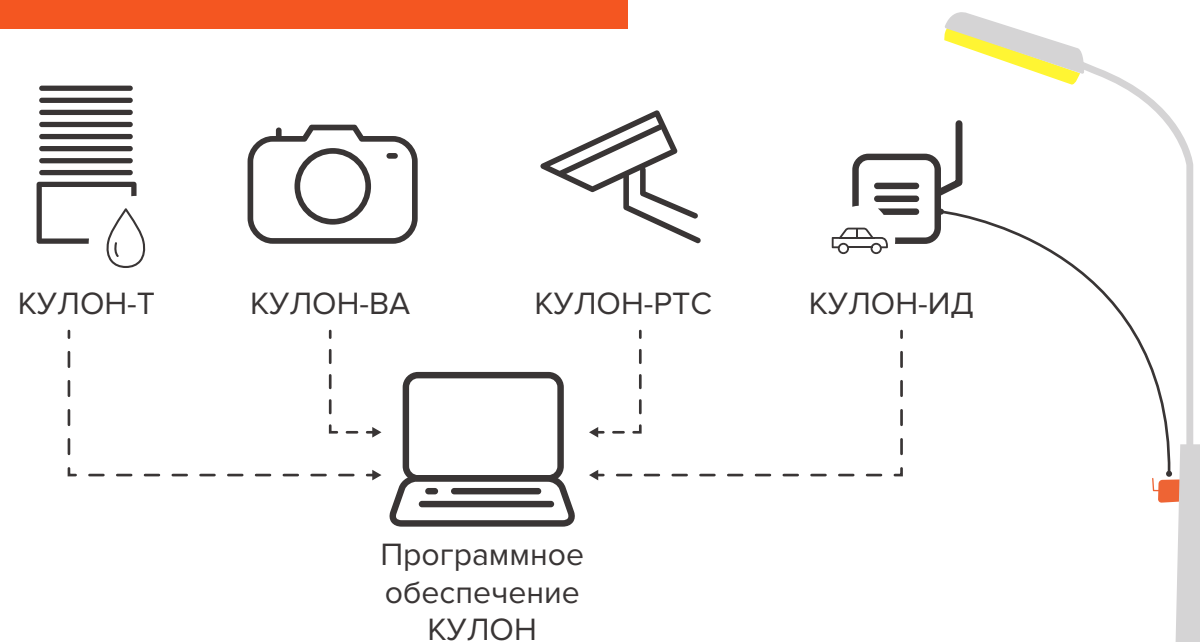 КУЛОН-Т
КУЛОН-ВА
КУЛОН-РТС
КУЛОН-ИД
Программное
обеспечение
КУЛОН